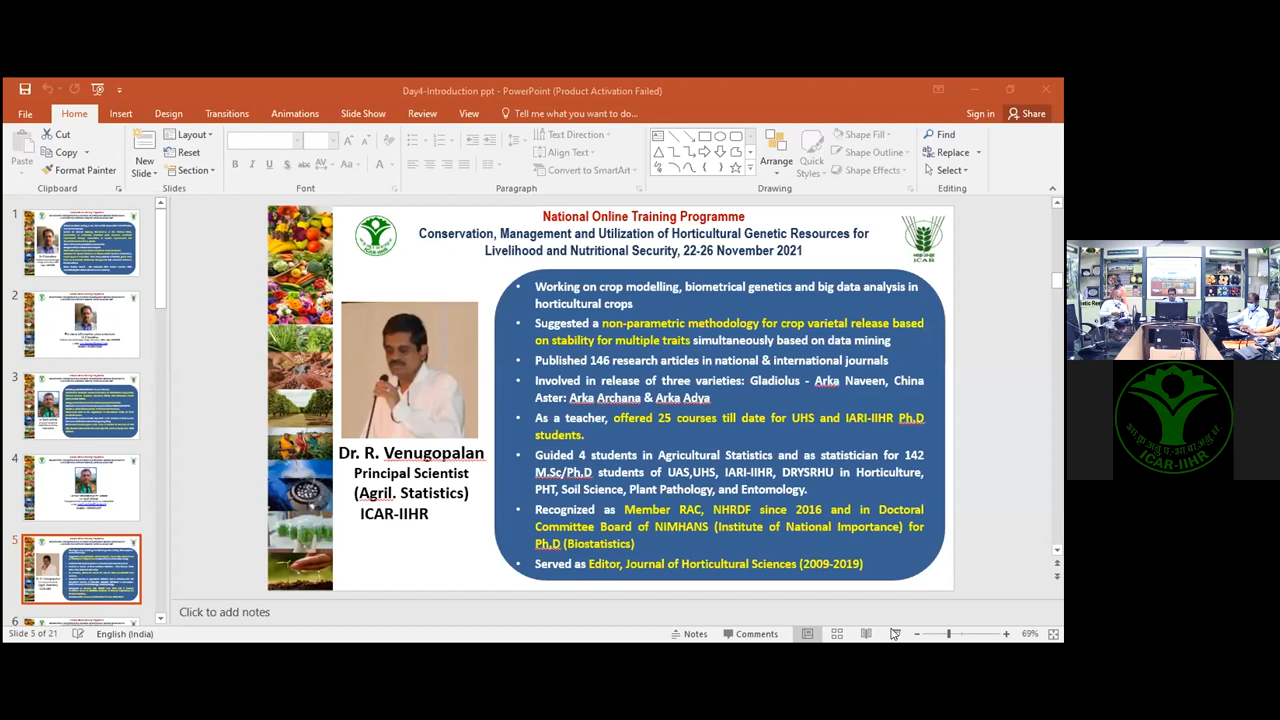 Day4-Introduction ppt - PowerPoint (Product Activation Failed)
File
Home
Insert
Design
Transitions
Animations
Slide Show
Review
View
Tell me what you want to do...
Sign in
Share
Paste
Cut
Copy
Format Painter
Clipboard
New
Slide
Layout
Reset
Section
Slides
Font
Text Direction
Align Text
Convert to SmartArt
Paragraph
Arrange
Quick
Styles
Shape Fill
Shape Outline
Shape Effects
Drawing
Find
Replace
Select
Editing
1
2
3
4
5
6
National Online Training Programme
Livelihood and Nutritional Security, 22-26 November 2021
ICAR
• Working on crop modelling, biometrical genetics and big data analysis in
horticultural crops
Suggested a non-parametric methodology for crop varietal release based
on stability for multiple traits simultaneously based on data mining
• Published 146 research articles in national & international journals
• Involved in release of three varieties: Gladiolus - Arka Naveen, China
Aster: Arka Archana & Arka Adya
teacher, offered 25 courses till date for UHS and IARI-IIHR Ph,D
students.
Guided 4 students in Agricultural Statistics and as statistician for 142
M.Sc/Ph,D students of UAS,UHS, IARI-IIHR, DRYSRHU in Horticulture,
PHT, Soil Science, Plant Pathology, and Entomology,
Recognized as Member RAC, NHRDF since 2016 and in Doctoral
Committee Board of NIMHANS (Institute of National Importance) for
Ph,D (Biostatistics)
Served as Editor, Journal of Horticultural Sciences (2009-2019)
Dr. R. Venugopalan
Principal Scientist
(Agril. Statistics)
ICAR-IIHR
Click to add notes
Slide 5 of 21
English (India)
Notes
Comments
69%
ICAR-IIHR